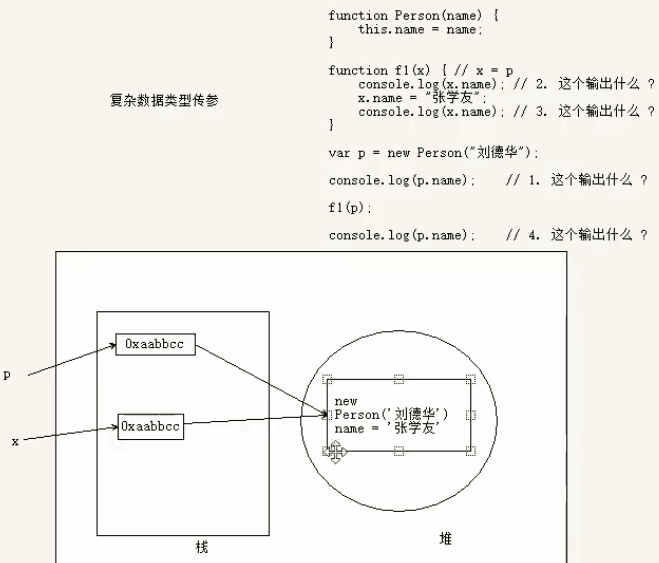 function Person(name) {
    this.name = name;
}
function f1(x) { // x = p
    console.log(x.name); // 2. 这个输出什么 ?
    x.name = "张学友";
    console.log(x.name); // 3. 这个输出什么 ?
}
复杂数据类型传参
var p = new Person("刘德华");
console.log(p.name);    // 1. 这个输出什么 ?
f1(p);
console.log(p.name);    // 4. 这个输出什么 ?
0xaabbcc
p
new
Person('刘德华')
name = '张学友'
0xaabbcc
x
栈
堆